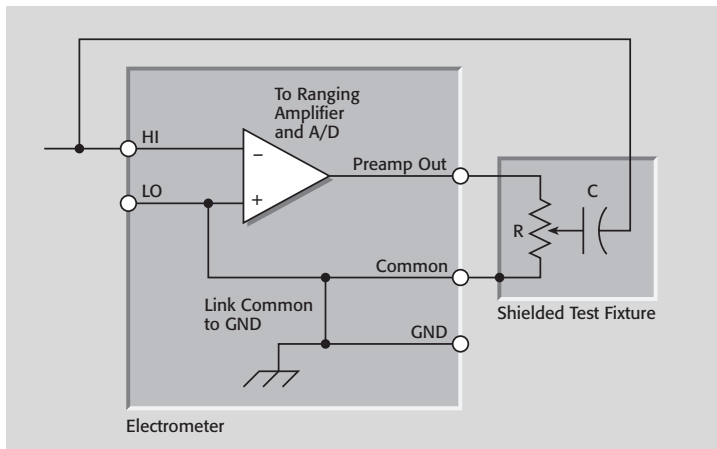 To Ranging
Amplifier
and A/D
HI
–
Preamp Out
C
LO
+
R
Common
Link Common
to GND
Shielded Test Fixture
GND
Electrometer